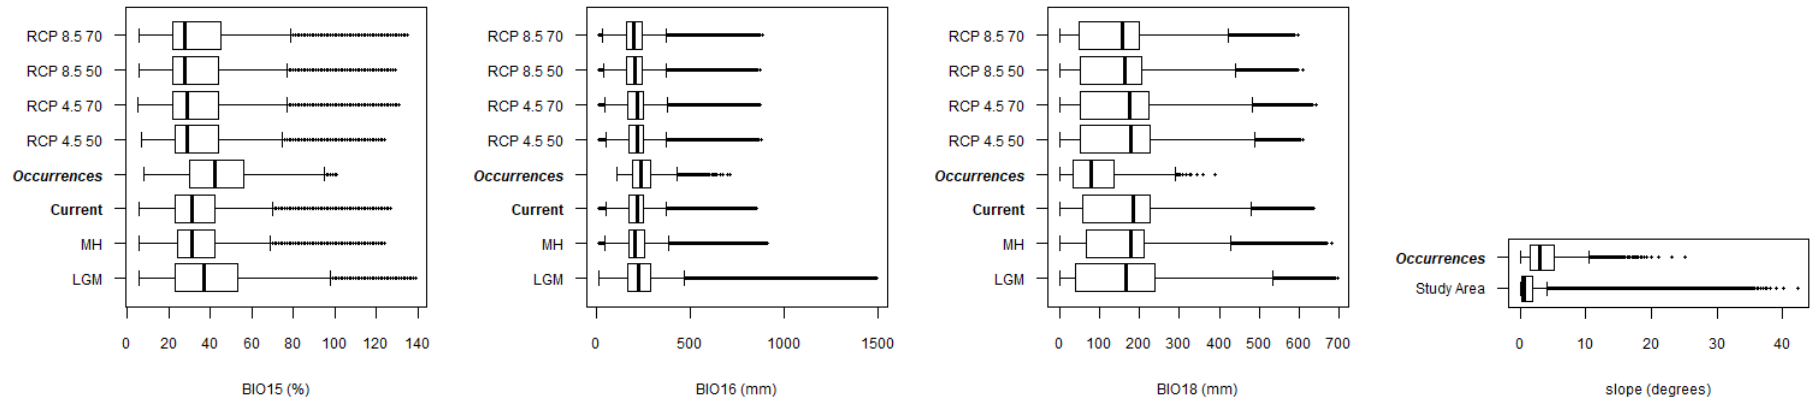 RCP 8.5 70
RCP 8.5 50
RCP 4.5 70
RCP 4.5 50
Occurrences
Current
MH
LGM
0 20 40 60 80 100 120 140
BIO15 (%)
RCP 8.5 70
RCP 8.5 50
RCP 4.5 70
RCP 4.5 50
Occurrences
Current
MH
LGM
0 500 1000 1500
BIO16 (mm)
RCP 8.5 70
RCP 8.5 50
RCP 4.5 70
RCP 4.5 50
Occurrences
Current
MH
LGM
0 100 200 300 400 500 600 700
BIO18 (mm)
Occurrences
Study Area
0 10 20 30 40
slope (degrees)